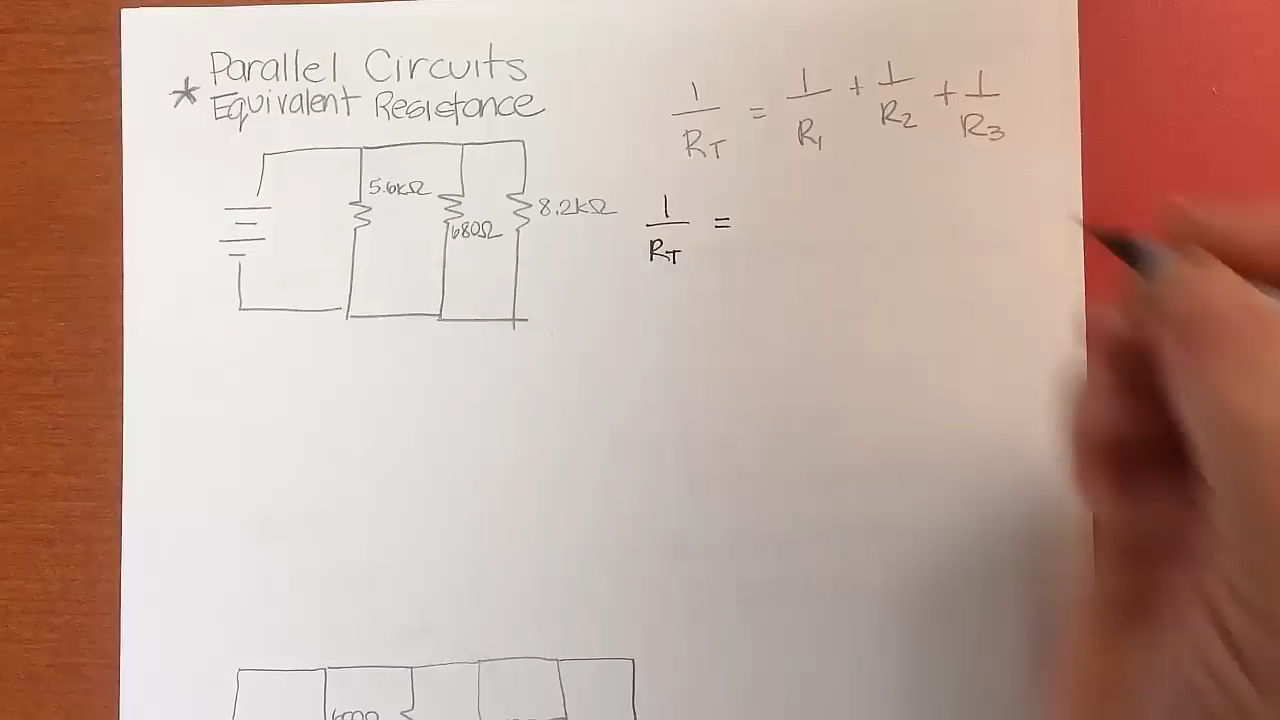 * Parallel Circuits
Equivalent Resistance
1/RT = 1/R1 + 1/R2 + 1/R3
5.6kΩ
680Ω
8.2kΩ
1/RT =